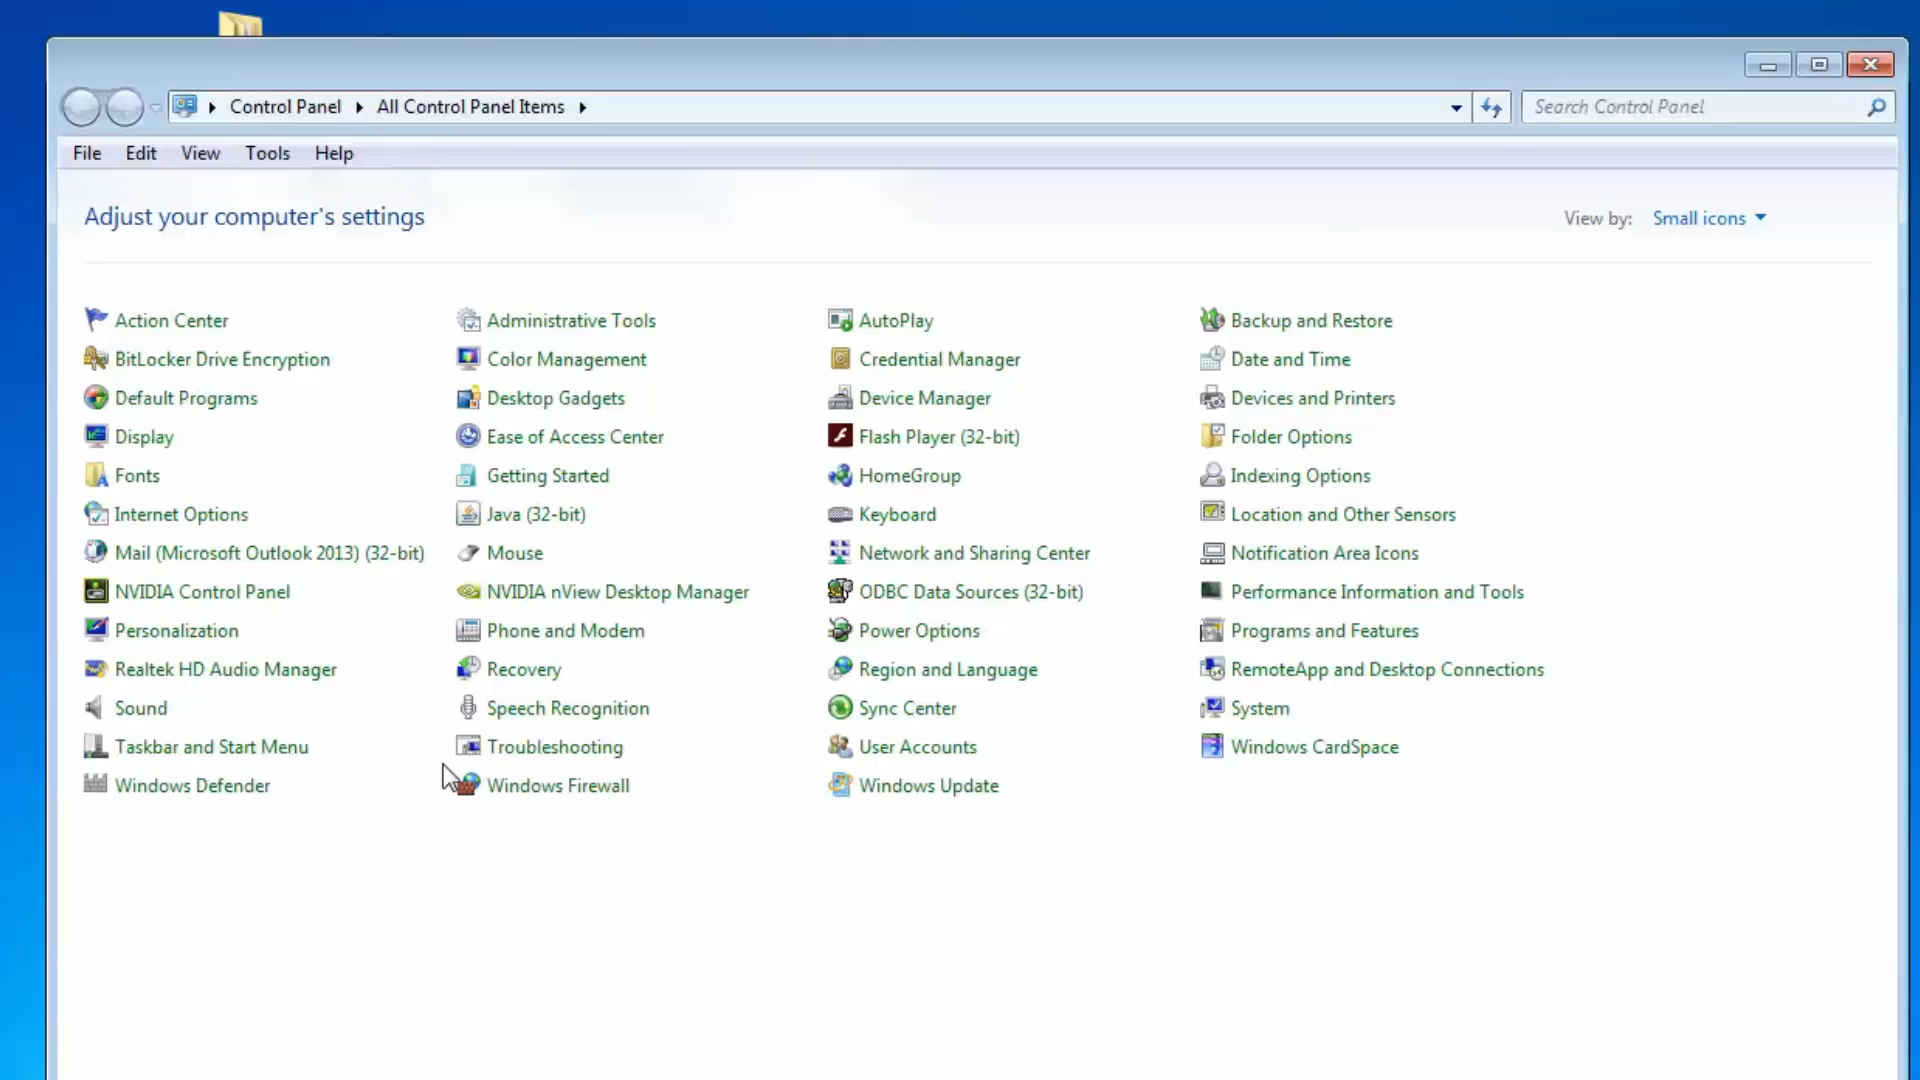 Control Panel All Control Panel Items Search Control Panel
File Edit View Tools Help
Adjust your computer's settings View by: Small icons
Action Center Administrative Tools AutoPlay Backup and Restore
BitLocker Drive Encryption Color Management Credential Manager Date and Time
Default Programs Desktop Gadgets Device Manager Devices and Printers
Display Ease of Access Center Flash Player (32-bit) Folder Options
Fonts Getting Started HomeGroup Indexing Options
Internet Options Java (32-bit) Keyboard Location and Other Sensors
Mail (Microsoft Outlook 2013) (32-bit) Mouse Network and Sharing Center Notification Area Icons
NVIDIA Control Panel NVIDIA nView Desktop Manager ODBC Data Sources (32-bit) Performance Information and Tools
Personalization Phone and Modem Power Options Programs and Features
Realtek HD Audio Manager Recovery Region and Language RemoteApp and Desktop Connections
Sound Speech Recognition Sync Center System
Taskbar and Start Menu Troubleshooting User Accounts Windows CardSpace
Windows Defender Windows Firewall Windows Update